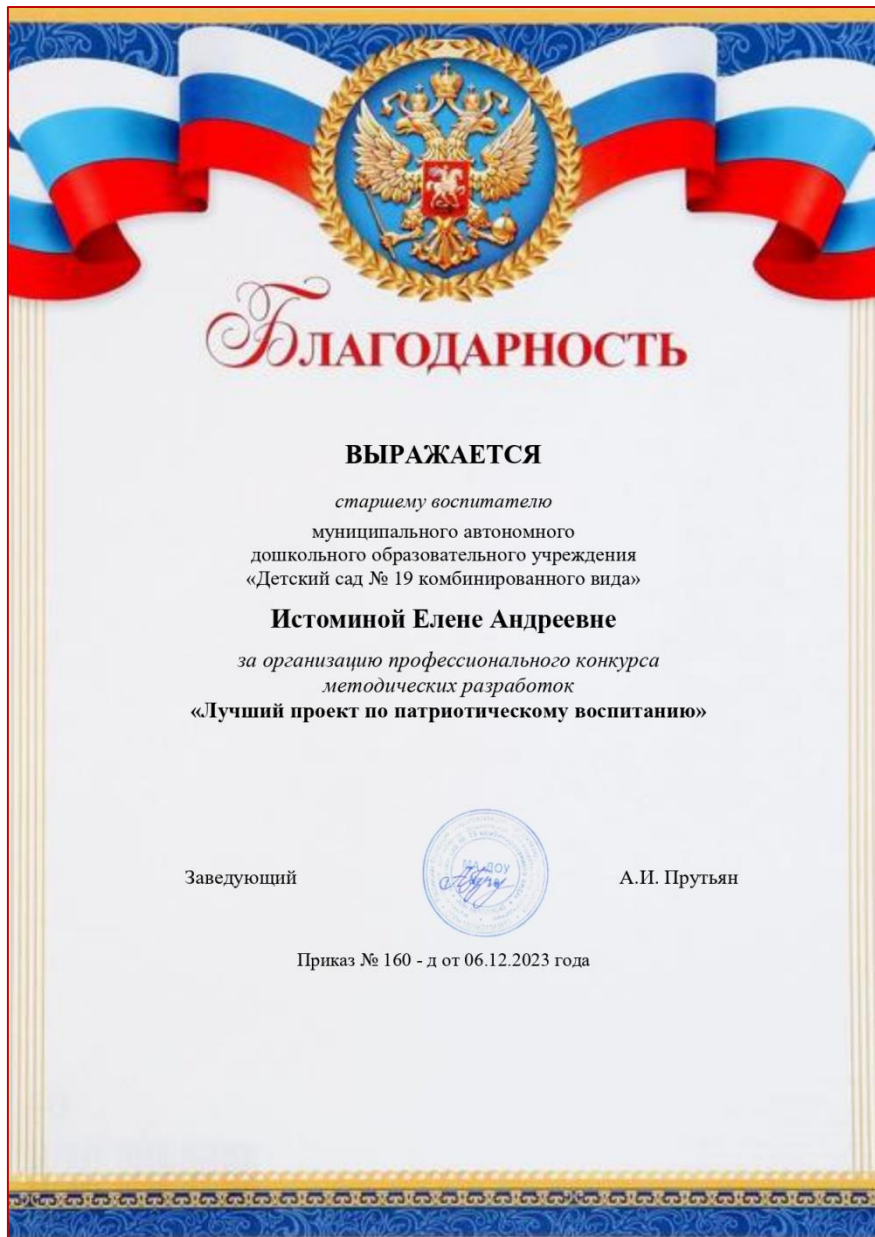 БЛАГОДАРНОСТЬ
ВЫРАЖАЕТСЯ
старшему воспитателю
муниципального автономного
дошкольного образовательного учреждения
«Детский сад № 19 комбинированного вида»
Истоминой Елене Андреевне
за организацию профессионального конкурса
методических разработок
«Лучший проект по патриотическому воспитанию»
МА ДОУ
Заведующий А.И. Прутьян
Приказ № 160 - д от 06.12.2023 года